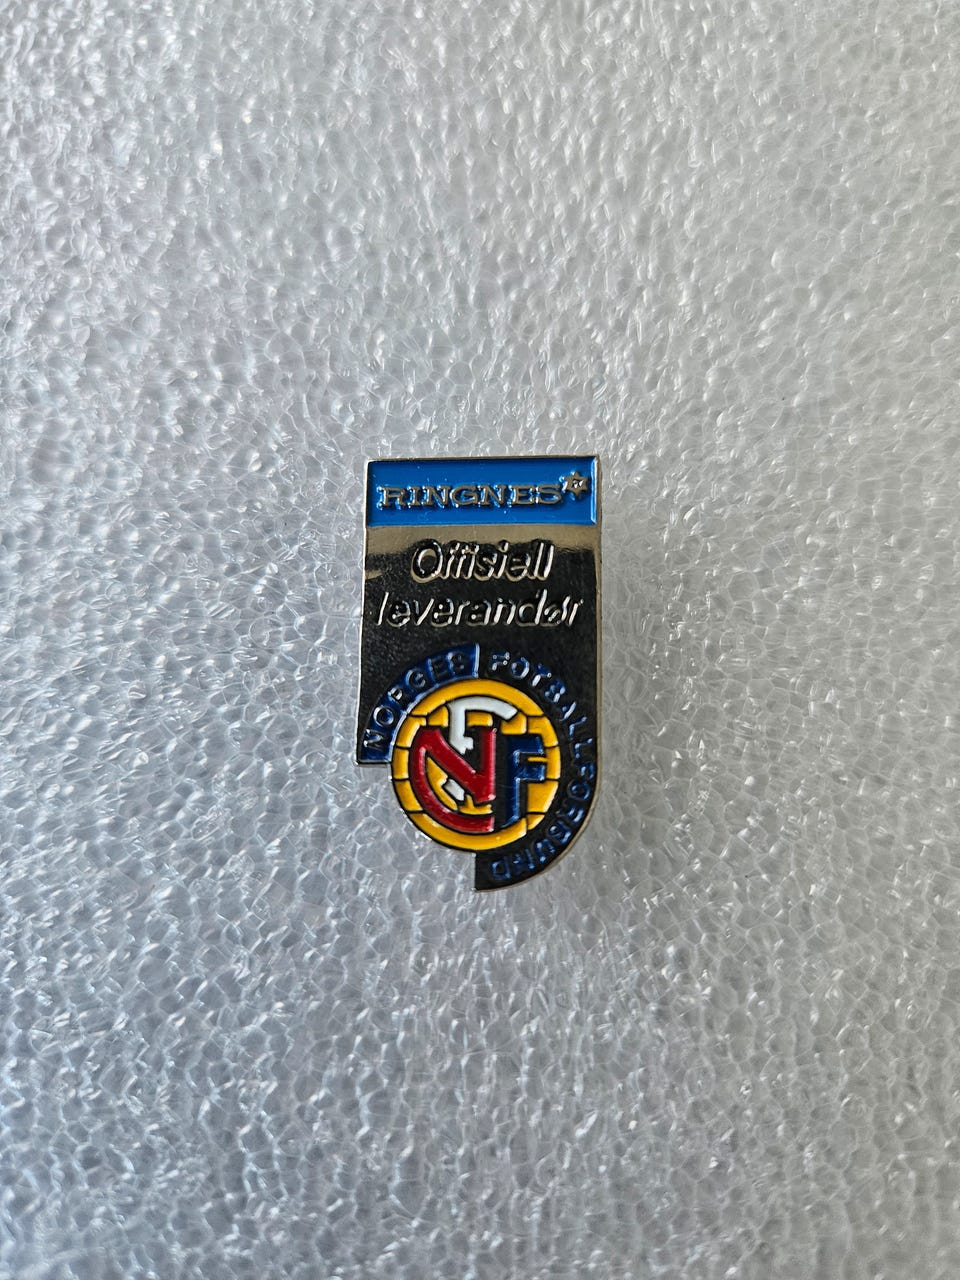 RINGNES
Offisiell
leverandør
NORGES FOTBALLFORBUND
NFF